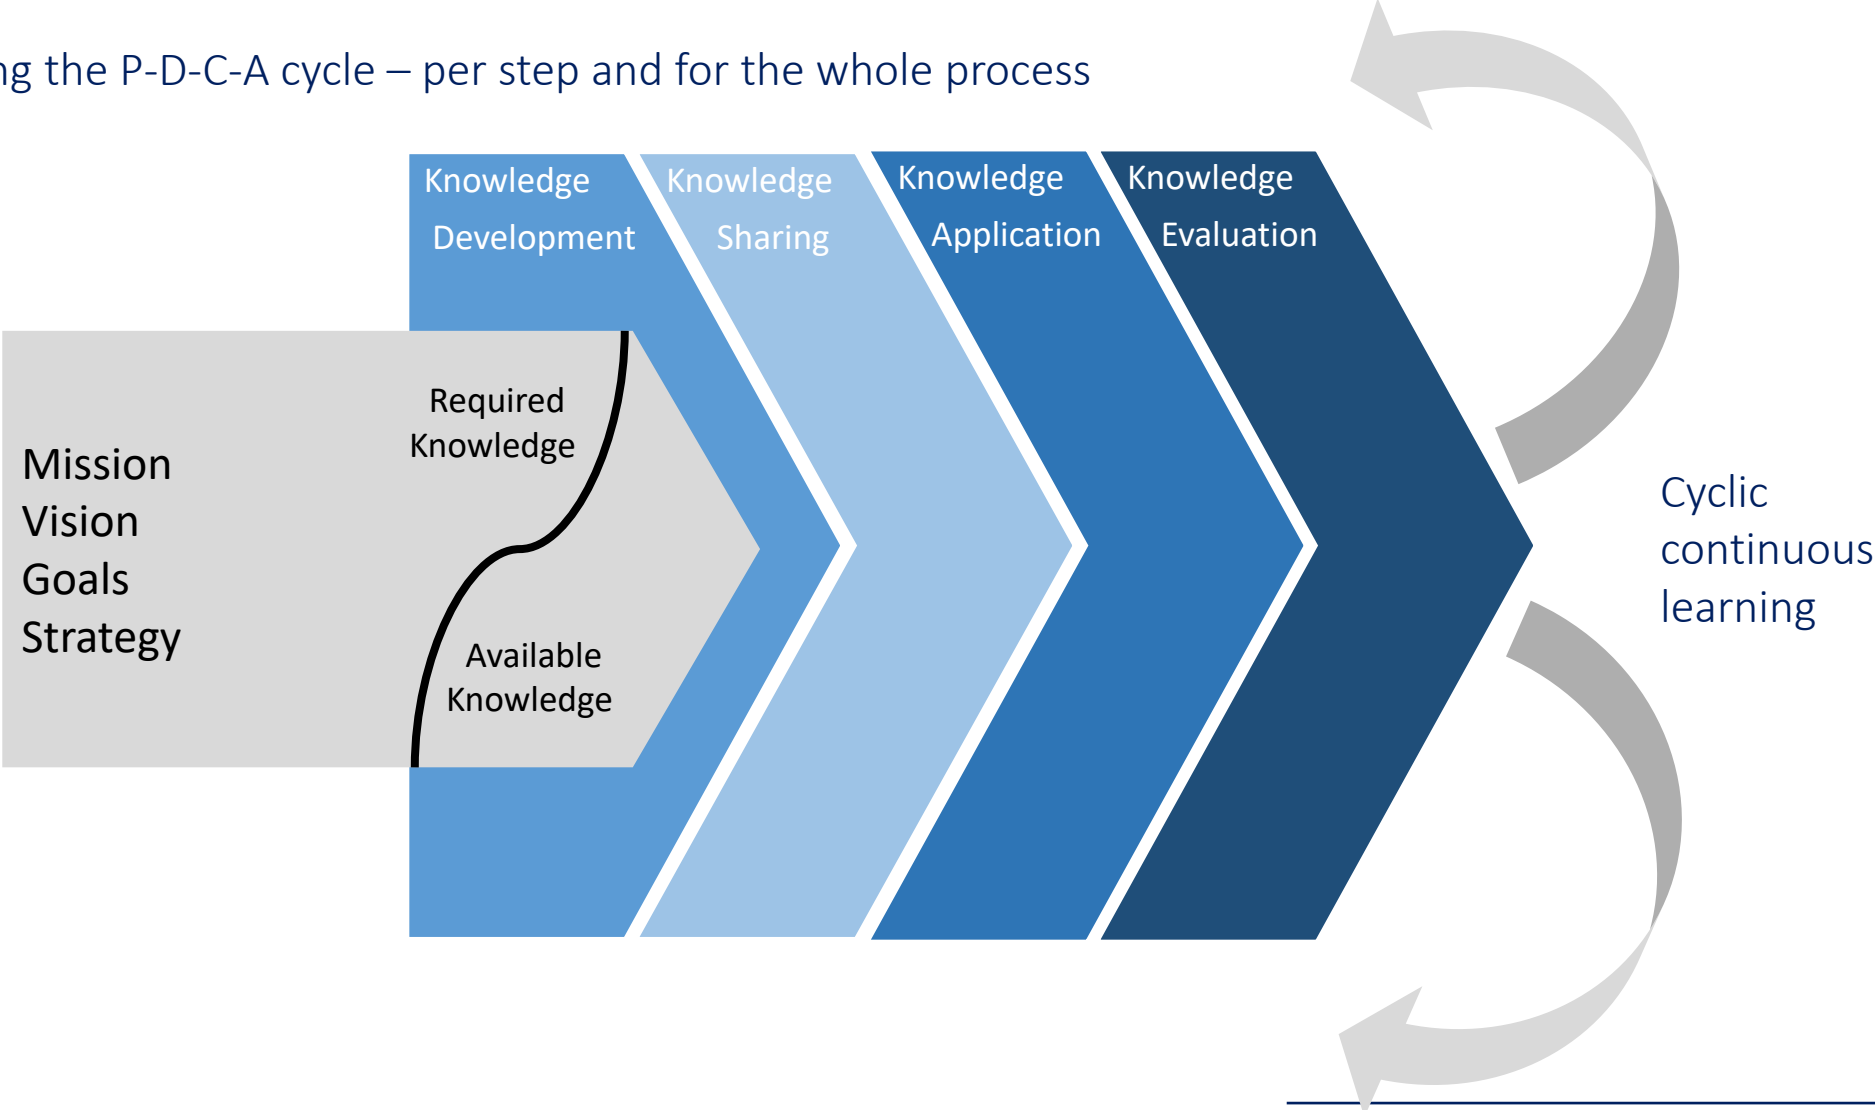 the P-D-C-A cycle – per step and for the whole process
Knowledge
Development
Knowledge
Sharing
Knowledge
Application
Knowledge
Evaluation
Mission
Vision
Goals
Strategy
Required
Knowledge
Available
Knowledge
Cyclic
continuous
learning